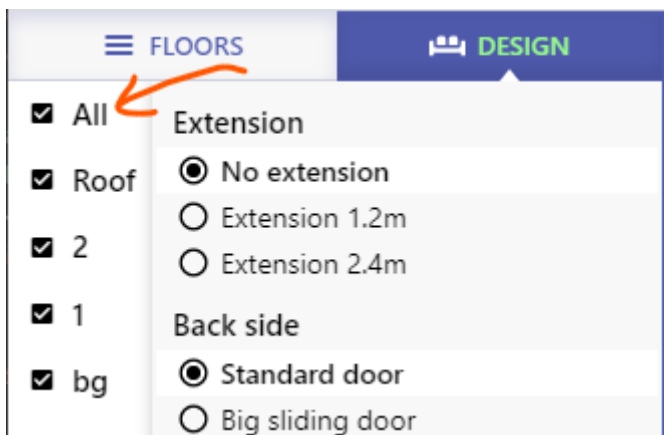 FLOORS
DESIGN
All
Roof
2
1
bg
Extension
No extension
Extension 1.2m
Extension 2.4m
Back side
Standard door
Big sliding door